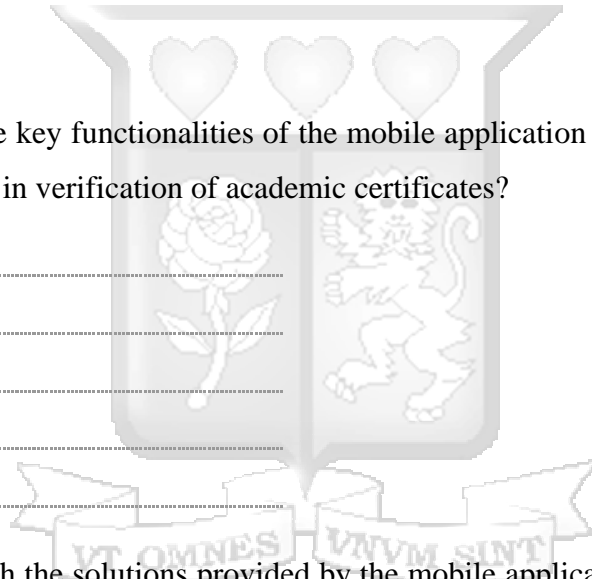 e key functionalities of the mobile application
in verification of academic certificates?
VT OMNES VNVM SINT
h the solutions provided by the mobile applica